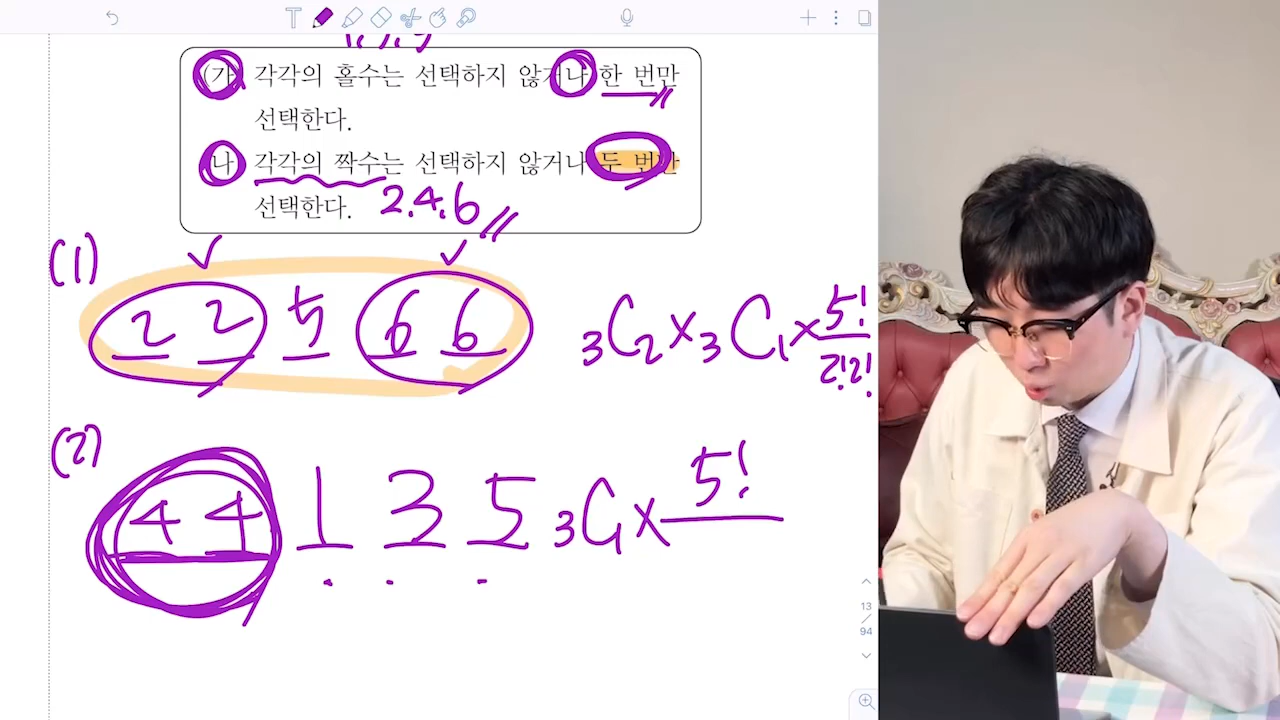 (가) 각각의 홀수는 선택하지 않거나 한 번만
선택한다.
(나) 각각의 짝수는 선택하지 않거나 두 번만
선택한다. 2.4.6
(1)
2 2 5 6 6 ₃C₂×₃C₁×5!/2!2!
(2)
4 4 1 3 5 ₃C₁×5!
13
/
94